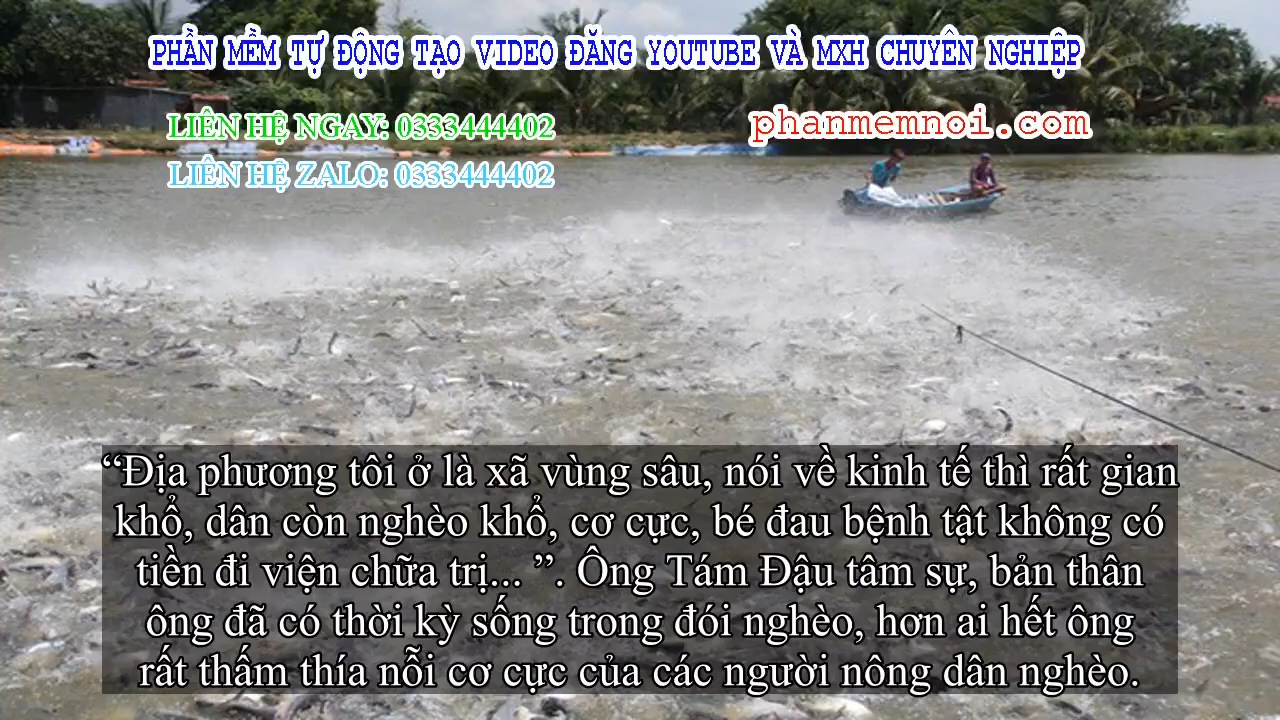 PHẦN MỀM TỰ ĐỘNG TẠO VIDEO ĐĂNG YOUTUBE VÀ MXH CHUYÊN NGHIỆP
LIÊN HỆ NGAY: 0333444402
phanmemnoi.com
LIÊN HỆ ZALO: 0333444402
“Địa phương tôi ở là xã vùng sâu, nói về kinh tế thì rất gian
khổ, dân còn nghèo khổ, cơ cực, bé đau bệnh tật không có
tiền đi viện chữa trị... ”. Ông Tám Đậu tâm sự, bản thân
ông đã có thời kỳ sống trong đói nghèo, hơn ai hết ông
rất thấm thía nỗi cơ cực của các người nông dân nghèo.